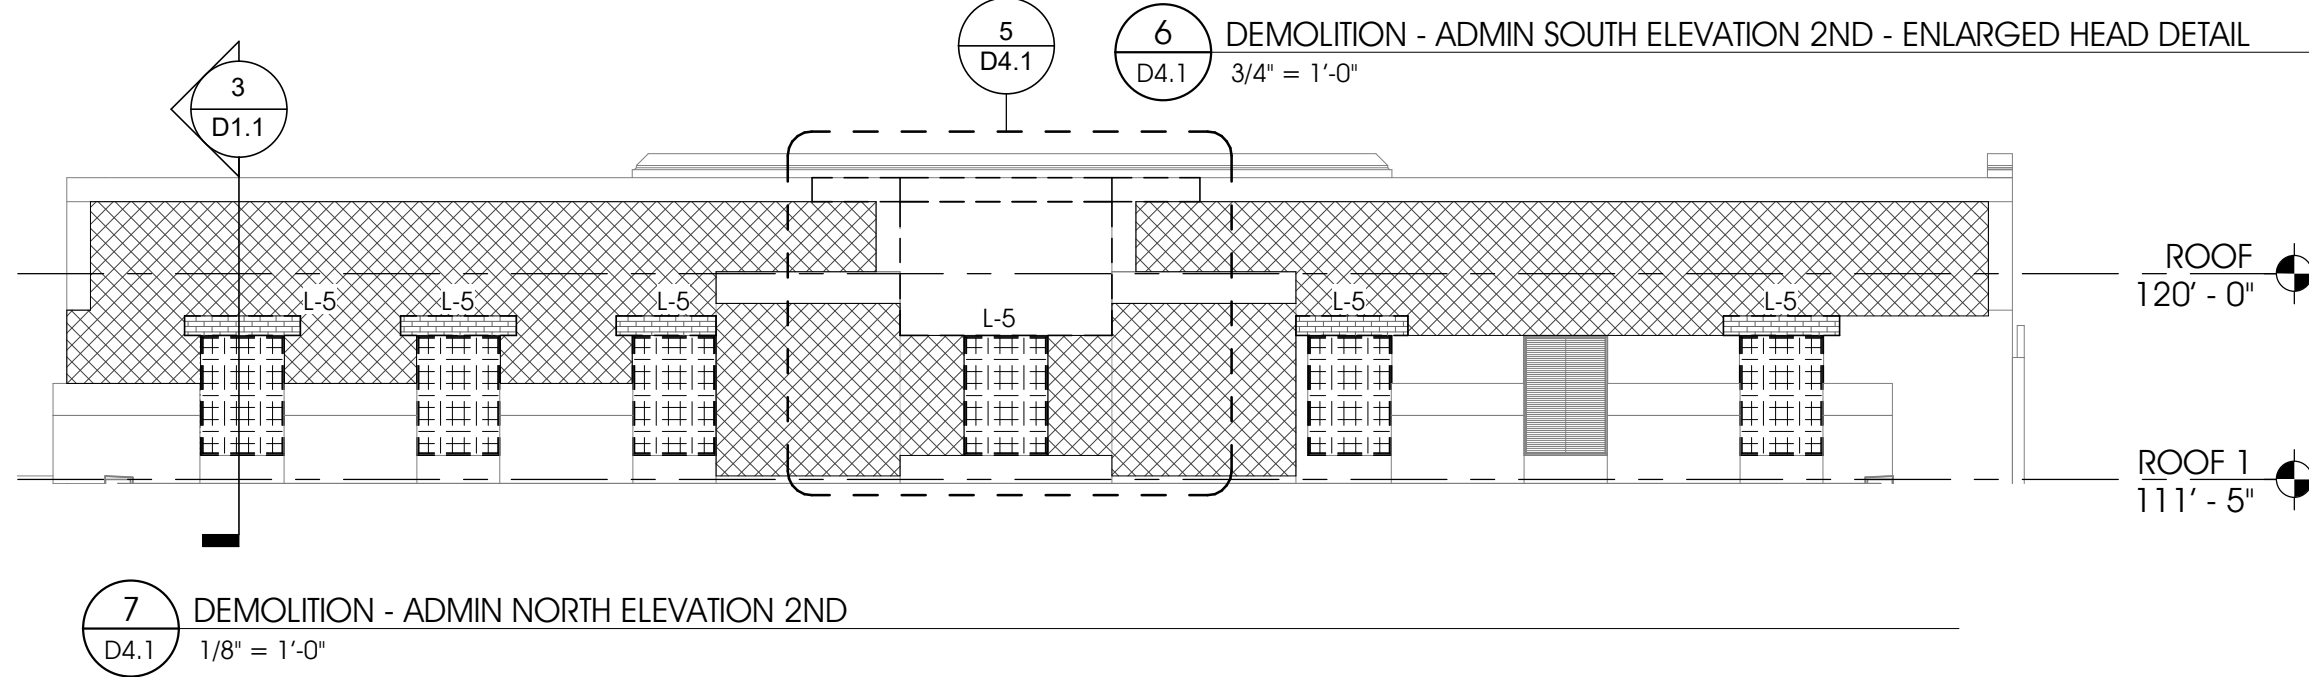 5
D4.1
6
D4.1
DEMOLITION - ADMIN SOUTH ELEVATION 2ND - ENLARGED HEAD DETAIL
3/4" = 1'-0"
3
D1.1
ROOF
120' - 0"
L-5
L-5
L-5
L-5
L-5
L-5
ROOF 1
111' - 5"
7
D4.1
DEMOLITION - ADMIN NORTH ELEVATION 2ND
1/8" = 1'-0"